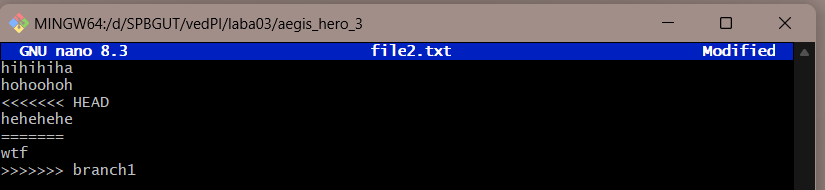 MINGW64:/d/SPBGUT/vedPI/laba03/aegis_hero_3
GNU nano 8.3 file2.txt Modified
hihihiha
hohoohoh
<<<<<<< HEAD
hehehehe
=======
wtf
>>>>>>> branch1